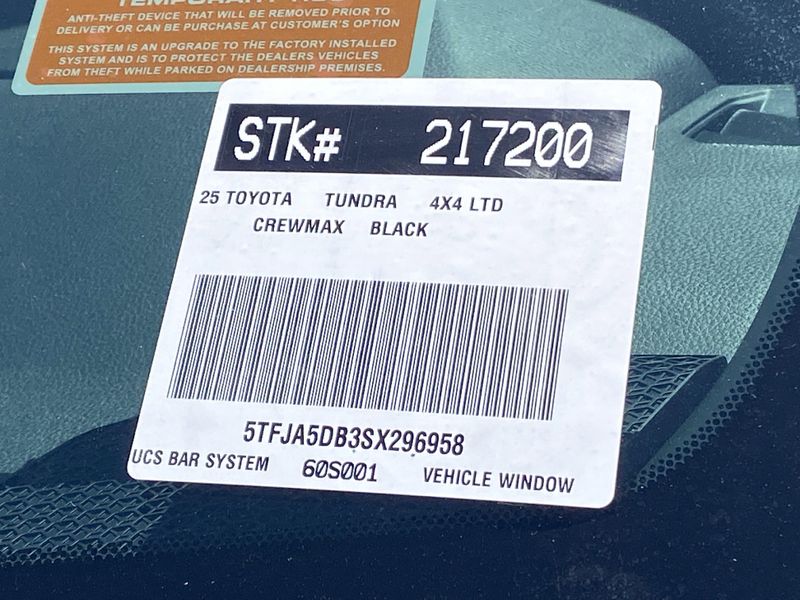 ANTI-THEFT DEVICE THAT WILL BE REMOVED PRIOR TO
DELIVERY OR CAN BE PURCHASE AT CUSTOMER'S OPTION
THIS SYSTEM IS AN UPGRADE TO THE FACTORY INSTALLED
SYSTEM AND IS TO PROTECT THE DEALERS VEHICLES
FROM THEFT WHILE PARKED ON DEALERSHIP PREMISES.
STK# 217200
25 TOYOTA TUNDRA 4X4 LTD
CREWMAX BLACK
5TFJA5DB3SX296958
UCS BAR SYSTEM 60S001 VEHICLE WINDOW